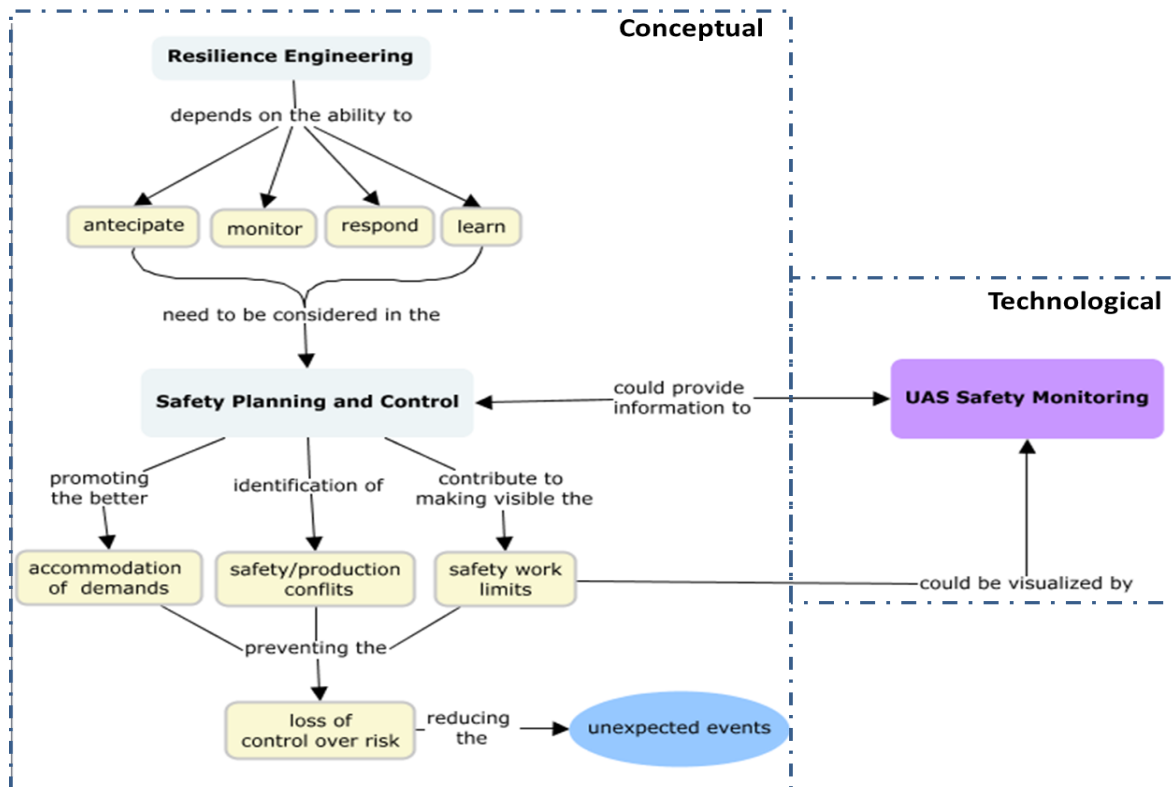 Conceptual
Resilience Engineering
depends on the ability to
antecipate
monitor
respond
learn
need to be considered in the
Technological
Safety Planning and Control
could provide
information to
UAS Safety Monitoring
promoting
the better
identification of
contribute to
making visible the
accommodation
of demands
safety/production
conflits
safety work
limits
could be visualized by
preventing the
loss of
control over risk
reducing
the
unexpected events